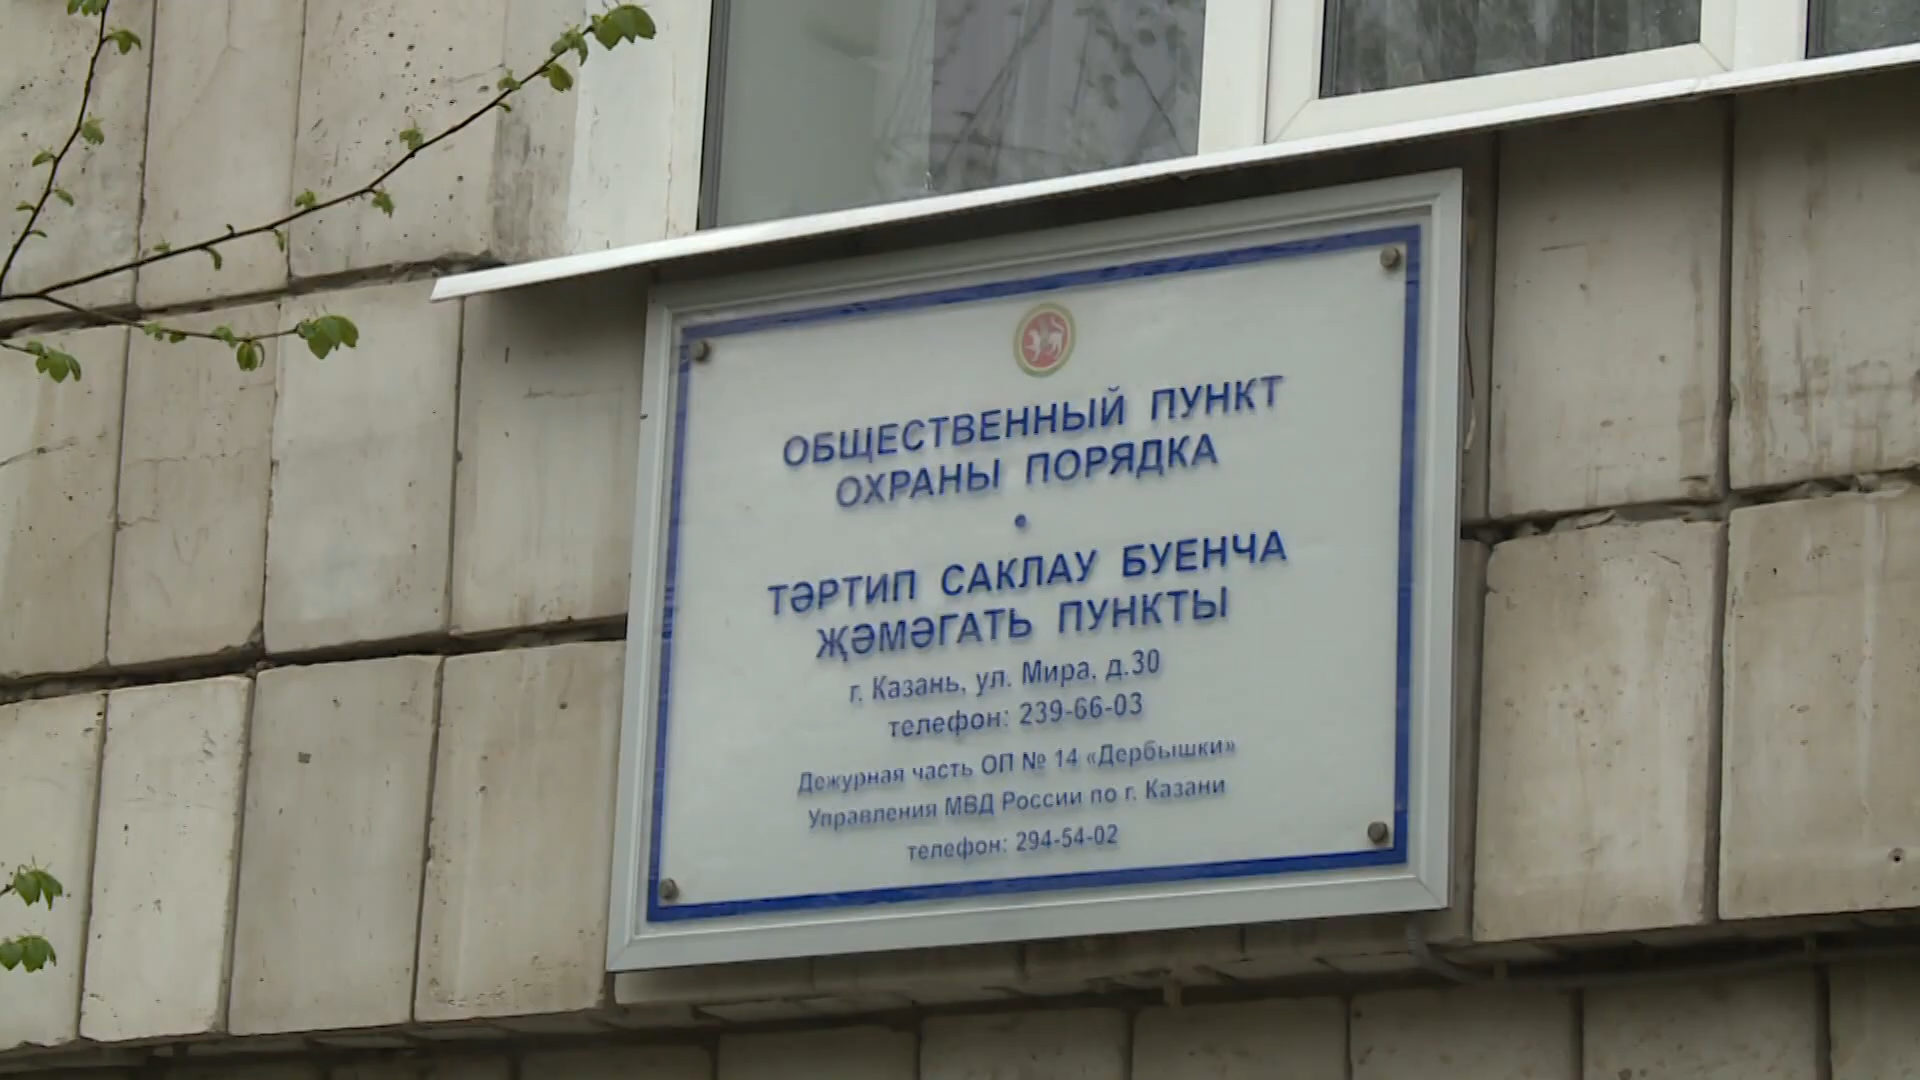 ОБЩЕСТВЕННЫЙ ПУНКТ
ОХРАНЫ ПОРЯДКА
•
ТӘРТИП САКЛАУ БУЕНЧА
ҖӘМӘГАТЬ ПУНКТЫ
г. Казань, ул. Мира, д.30
телефон: 239-66-03
Дежурная часть ОП № 14 «Дербышки»
Управления МВД России по г. Казани
телефон: 294-54-02